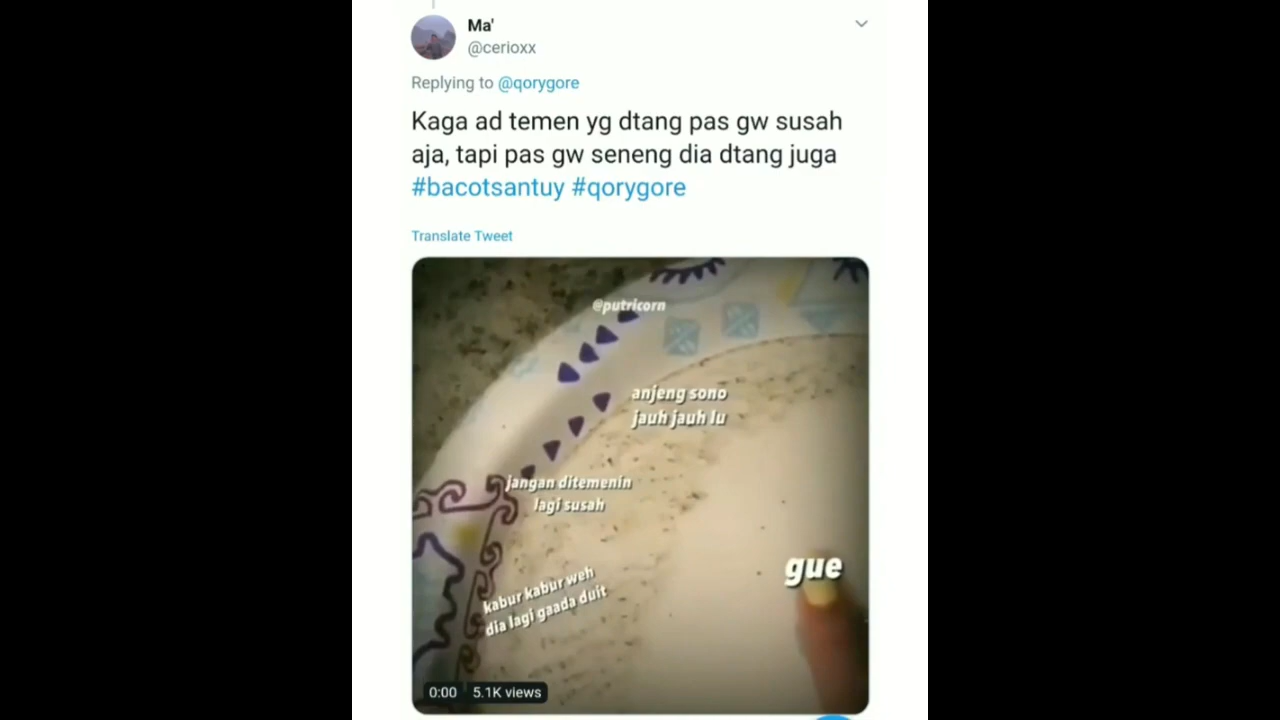 Ma'
@cerioxx
Replying to @qorygore
Kaga ad temen yg dtang pas gw susah
aja, tapi pas gw seneng dia dtang juga
#bacotsantuy #qorygore
Translate Tweet
@putricorn
anjeng sono
jauh jauh lu
jangan ditemenin
lagi susah
gue
kabur kabur weh
dia lagi gaada duit
0:00 5.1K views